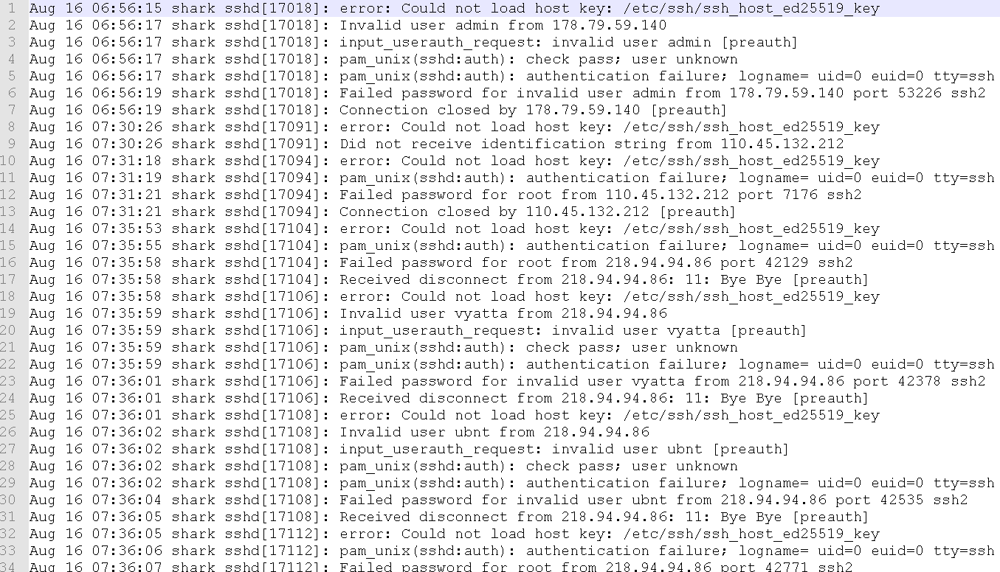 1 Aug 16 06:56:15 shark sshd[17018]: error: Could not load host key: /etc/ssh/ssh_host_ed25519_key
2 Aug 16 06:56:17 shark sshd[17018]: Invalid user admin from 178.79.59.140
3 Aug 16 06:56:17 shark sshd[17018]: input_userauth_request: invalid user admin [preauth]
4 Aug 16 06:56:17 shark sshd[17018]: pam_unix(sshd:auth): check pass; user unknown
5 Aug 16 06:56:17 shark sshd[17018]: pam_unix(sshd:auth): authentication failure; logname= uid=0 euid=0 tty=ssh
6 Aug 16 06:56:19 shark sshd[17018]: Failed password for invalid user admin from 178.79.59.140 port 53226 ssh2
7 Aug 16 06:56:19 shark sshd[17018]: Connection closed by 178.79.59.140 [preauth]
8 Aug 16 07:30:26 shark sshd[17091]: error: Could not load host key: /etc/ssh/ssh_host_ed25519_key
9 Aug 16 07:30:26 shark sshd[17091]: Did not receive identification string from 110.45.132.212
10 Aug 16 07:31:18 shark sshd[17094]: error: Could not load host key: /etc/ssh/ssh_host_ed25519_key
11 Aug 16 07:31:19 shark sshd[17094]: pam_unix(sshd:auth): authentication failure; logname= uid=0 euid=0 tty=ssh
12 Aug 16 07:31:21 shark sshd[17094]: Failed password for root from 110.45.132.212 port 7176 ssh2
13 Aug 16 07:31:21 shark sshd[17094]: Connection closed by 110.45.132.212 [preauth]
14 Aug 16 07:35:53 shark sshd[17104]: error: Could not load host key: /etc/ssh/ssh_host_ed25519_key
15 Aug 16 07:35:55 shark sshd[17104]: pam_unix(sshd:auth): authentication failure; logname= uid=0 euid=0 tty=ssh
16 Aug 16 07:35:58 shark sshd[17104]: Failed password for root from 218.94.94.86 port 42129 ssh2
17 Aug 16 07:35:58 shark sshd[17104]: Received disconnect from 218.94.94.86: 11: Bye Bye [preauth]
18 Aug 16 07:35:58 shark sshd[17106]: error: Could not load host key: /etc/ssh/ssh_host_ed25519_key
19 Aug 16 07:35:59 shark sshd[17106]: Invalid user vyatta from 218.94.94.86
20 Aug 16 07:35:59 shark sshd[17106]: input_userauth_request: invalid user vyatta [preauth]
21 Aug 16 07:35:59 shark sshd[17106]: pam_unix(sshd:auth): check pass; user unknown
22 Aug 16 07:35:59 shark sshd[17106]: pam_unix(sshd:auth): authentication failure; logname= uid=0 euid=0 tty=ssh
23 Aug 16 07:36:01 shark sshd[17106]: Failed password for invalid user vyatta from 218.94.94.86 port 42378 ssh2
24 Aug 16 07:36:01 shark sshd[17106]: Received disconnect from 218.94.94.86: 11: Bye Bye [preauth]
25 Aug 16 07:36:01 shark sshd[17108]: error: Could not load host key: /etc/ssh/ssh_host_ed25519_key
26 Aug 16 07:36:02 shark sshd[17108]: Invalid user ubnt from 218.94.94.86
27 Aug 16 07:36:02 shark sshd[17108]: input_userauth_request: invalid user ubnt [preauth]
28 Aug 16 07:36:02 shark sshd[17108]: pam_unix(sshd:auth): check pass; user unknown
29 Aug 16 07:36:02 shark sshd[17108]: pam_unix(sshd:auth): authentication failure; logname= uid=0 euid=0 tty=ssh
30 Aug 16 07:36:04 shark sshd[17108]: Failed password for invalid user ubnt from 218.94.94.86 port 42535 ssh2
31 Aug 16 07:36:05 shark sshd[17108]: Received disconnect from 218.94.94.86: 11: Bye Bye [preauth]
32 Aug 16 07:36:05 shark sshd[17112]: error: Could not load host key: /etc/ssh/ssh_host_ed25519_key
33 Aug 16 07:36:06 shark sshd[17112]: pam_unix(sshd:auth): authentication failure; logname= uid=0 euid=0 tty=ssh
34 Aug 16 07:36:07 shark sshd[17112]: Failed password for root from 218.94.94.86 port 42771 ssh2